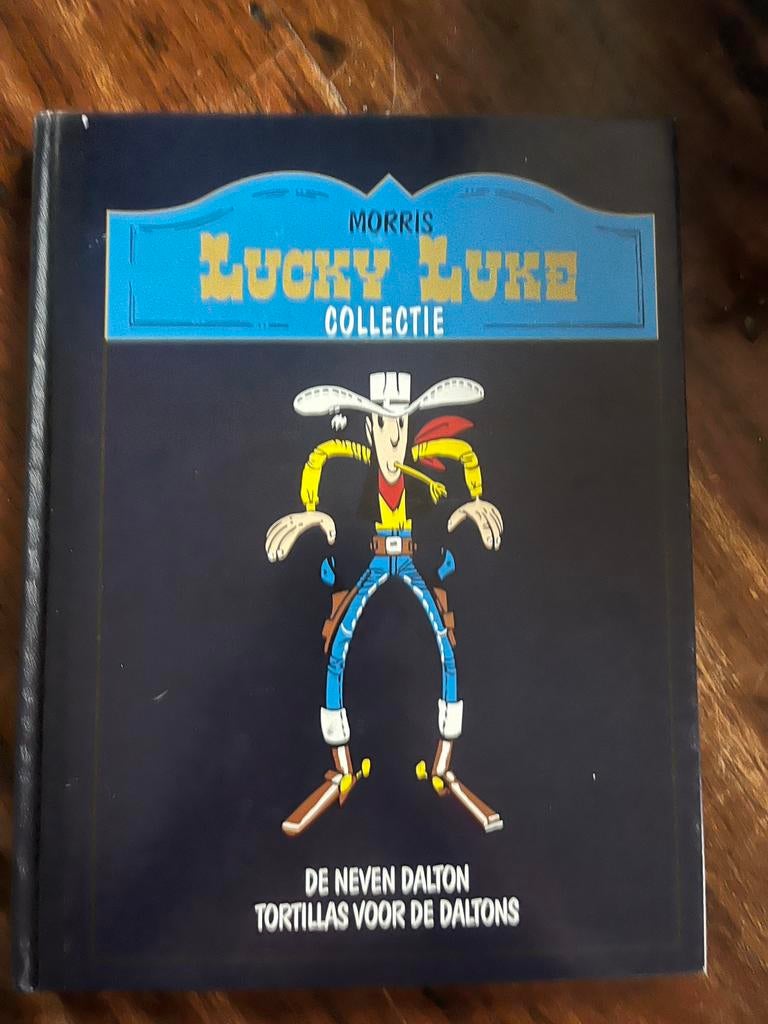 MORRIS
LUCKY LUKE
COLLECTIE
DE NEVEN DALTON
TORTILLAS VOOR DE DALTONS